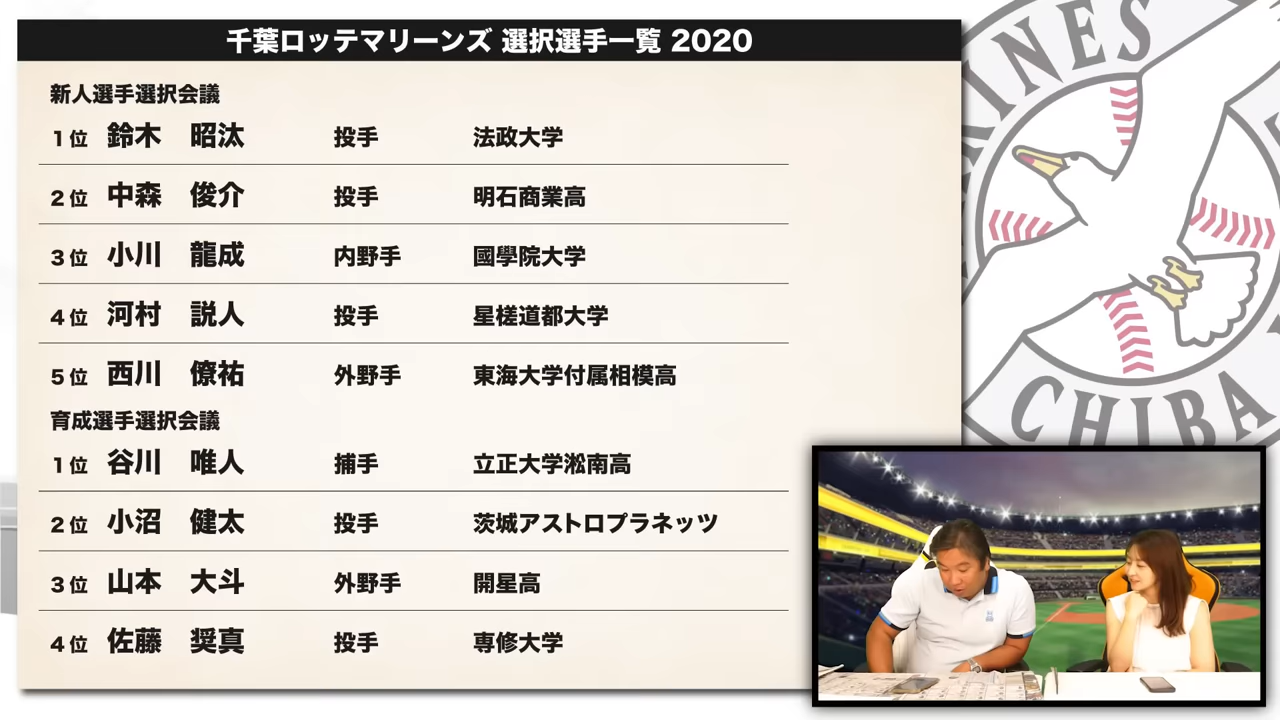 千葉ロッテマリーンズ 選択選手一覧 2020
新人選手選択会議
1位 鈴木 昭汰 投手 法政大学
2位 中森 俊介 投手 明石商業高
3位 小川 龍成 内野手 國學院大学
4位 河村 説人 投手 星槎道都大学
5位 西川 僚祐 外野手 東海大学付属相模高
育成選手選択会議
1位 谷川 唯人 捕手 立正大学淞南高
2位 小沼 健太 投手 茨城アストロプラネッツ
3位 山本 大斗 外野手 開星高
4位 佐藤 奨真 投手 専修大学
CHIBA